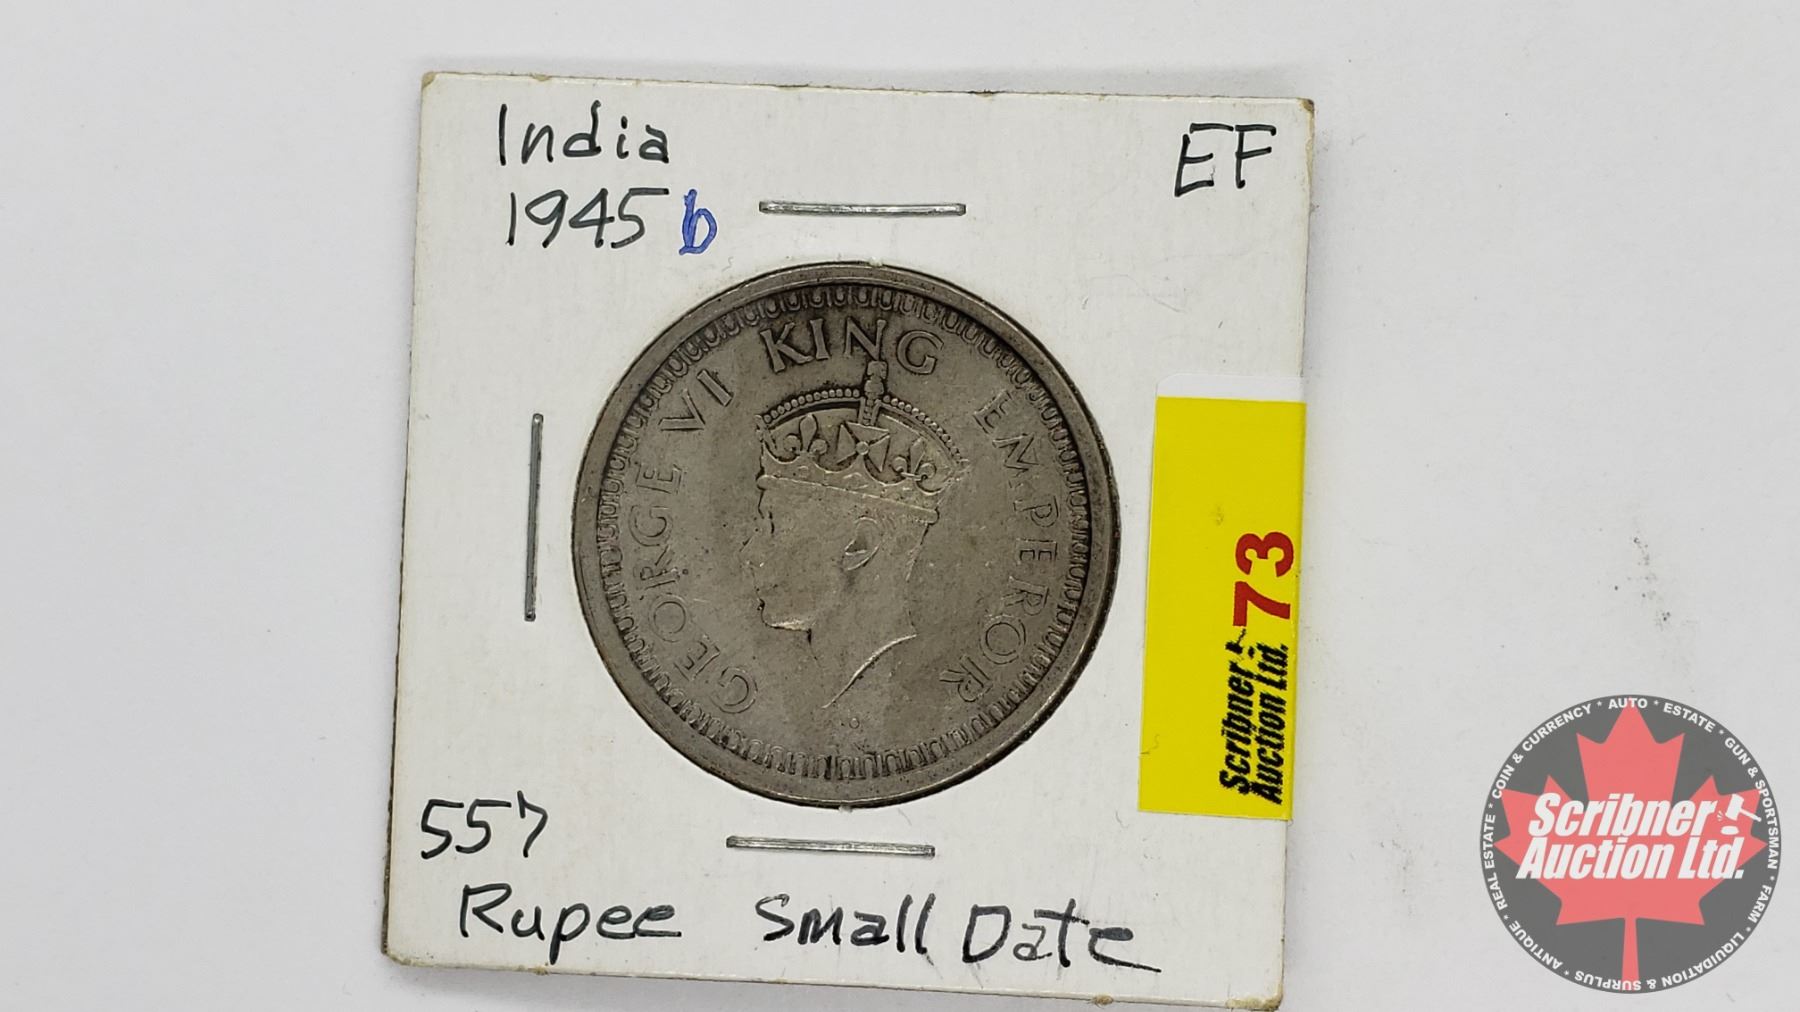 India
EF
1945 b
GEORGE VI KING EMPEROR
73
Scribner
Auction Ltd.
557
Rupee Small Date
COIN & CURRENCY * AUTO * ESTATE * GUN & SPORTSMAN * FARM * LIQUIDATION & SURPLUS * ANTIQUE * REAL ESTATE *
Scribner
Auction Ltd.